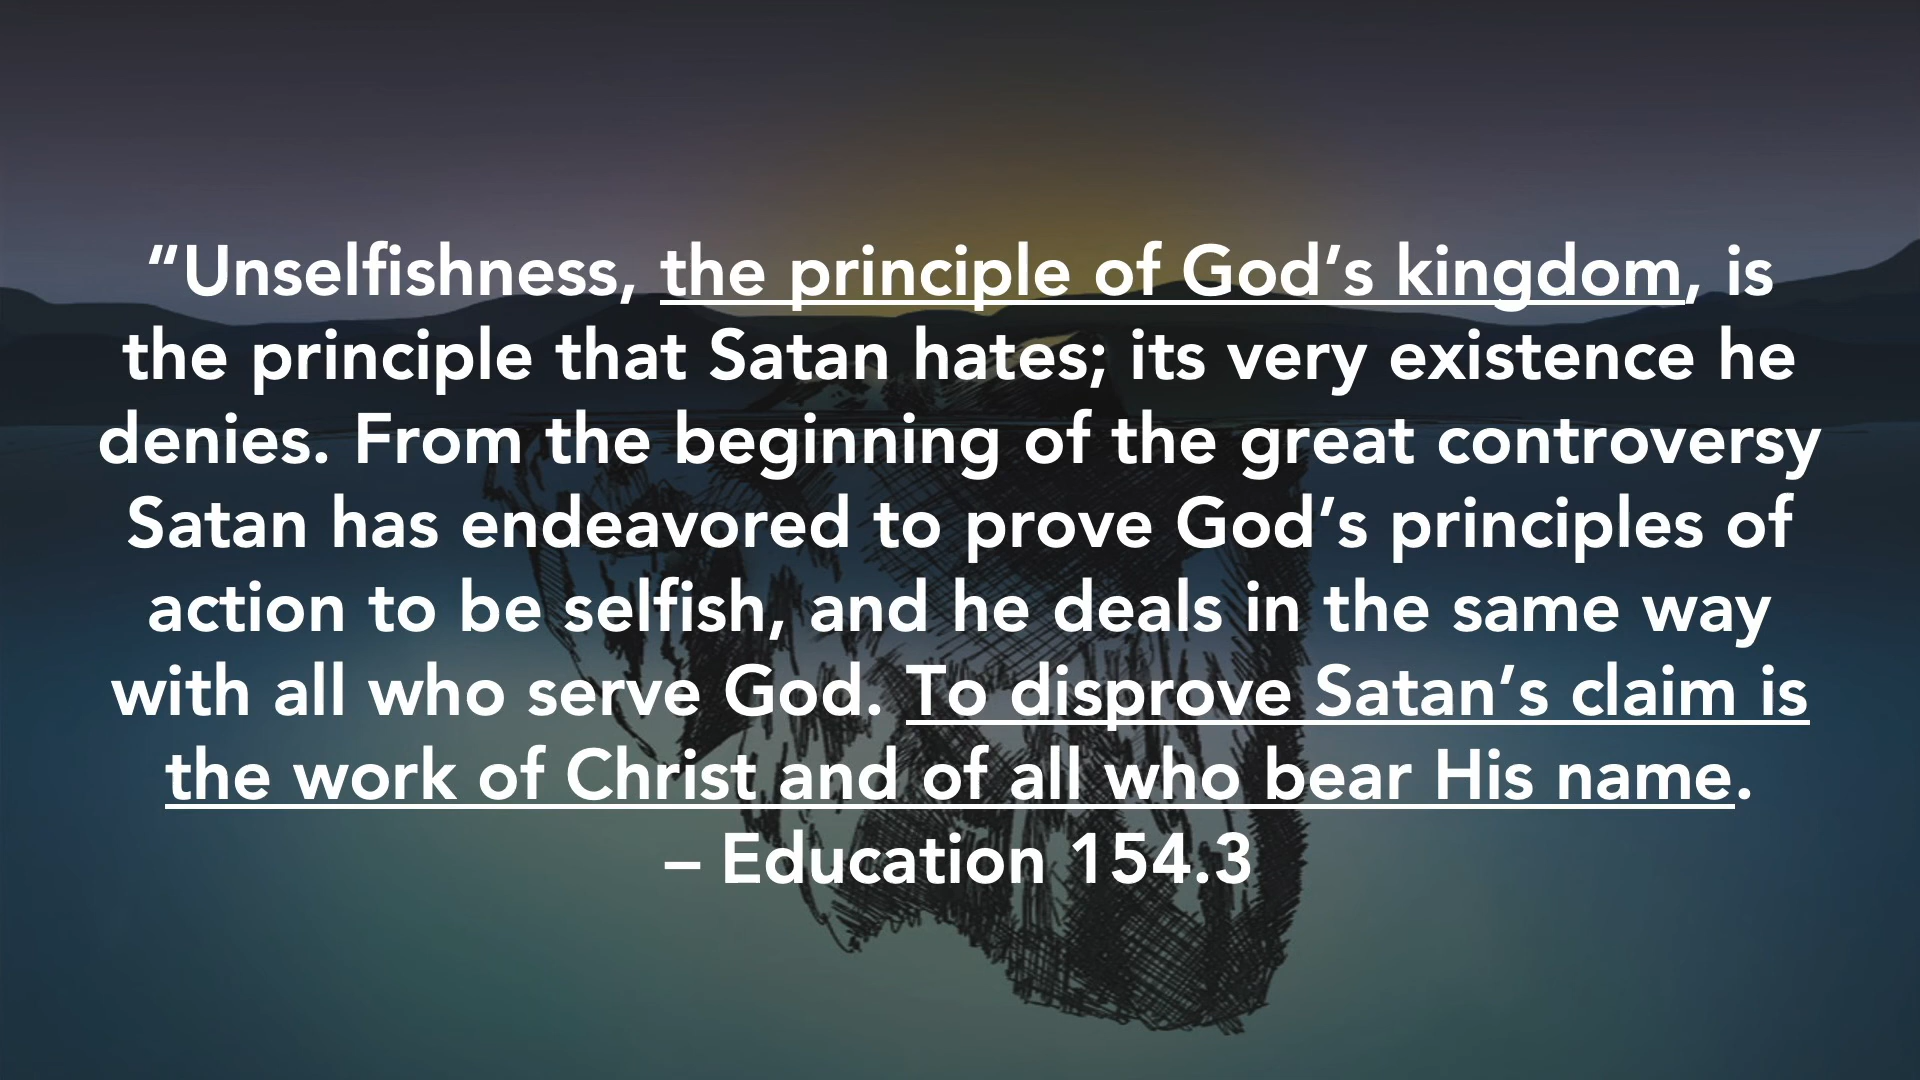 “Unselfishness, the principle of God’s kingdom, is
the principle that Satan hates; its very existence he
denies. From the beginning of the great controversy
Satan has endeavored to prove God’s principles of
action to be selfish, and he deals in the same way
with all who serve God. To disprove Satan’s claim is
the work of Christ and of all who bear His name.
– Education 154.3